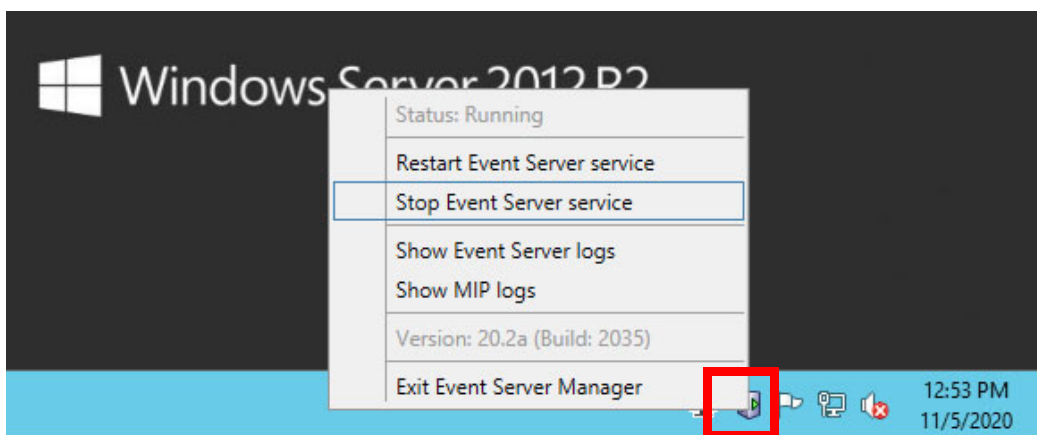 Windows Server 2012 R2
Status: Running
Restart Event Server service
Stop Event Server service
Show Event Server logs
Show MIP logs
Version: 20.2a (Build: 2035)
Exit Event Server Manager
12:53 PM
11/5/2020